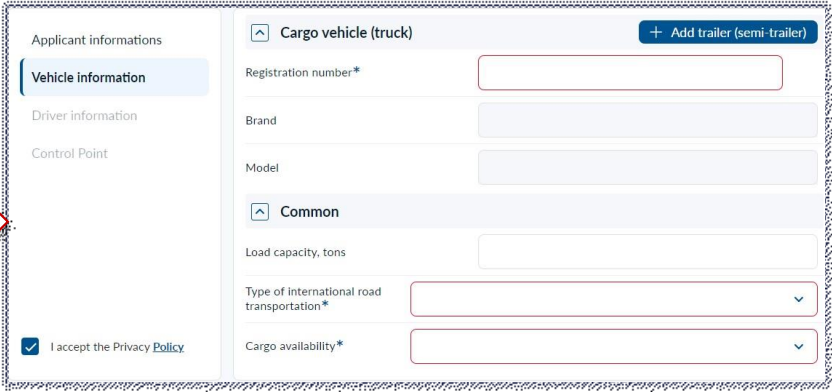 Applicant informations
Vehicle information
Driver information
Control Point
I accept the Privacy Policy
Cargo vehicle (truck)
+ Add trailer (semi-trailer)
Registration number*
Brand
Model
Common
Load capacity, tons
Type of international road
transportation*
Cargo availability*